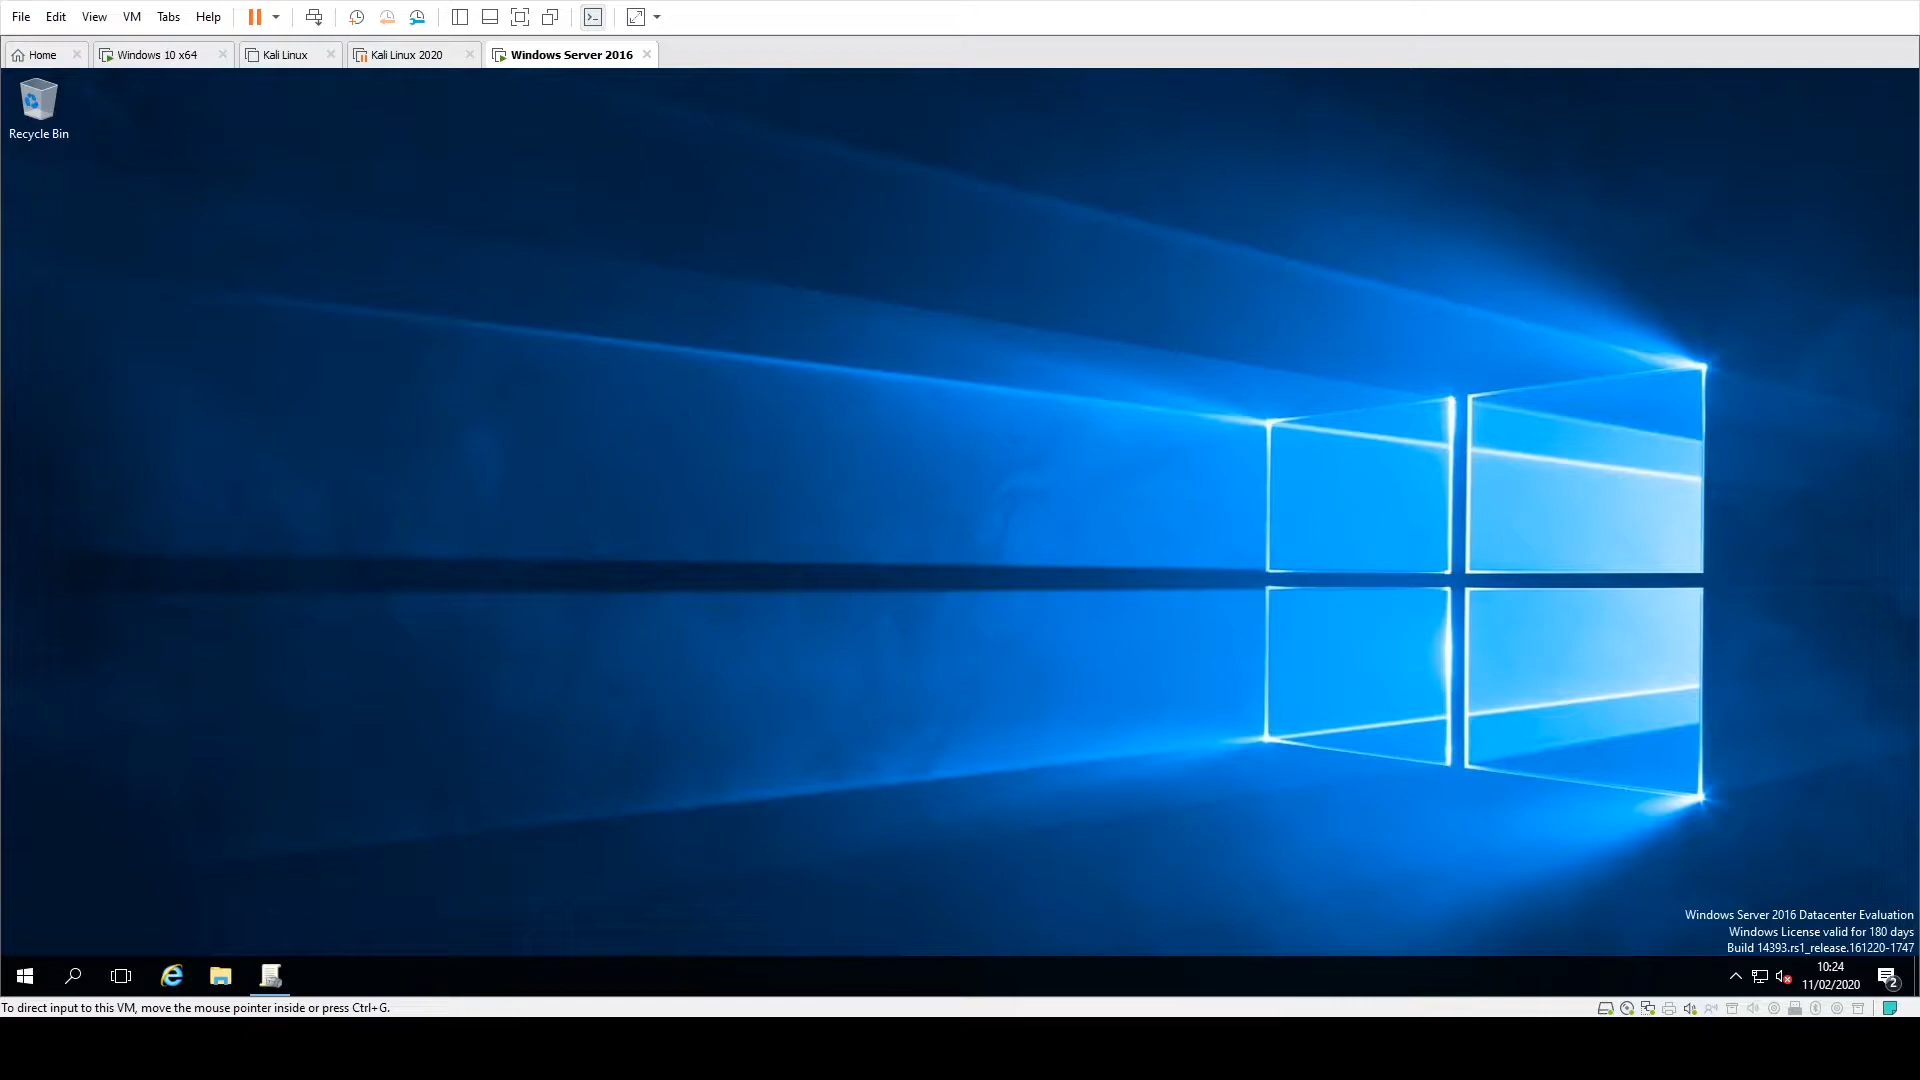 File Edit View VM Tabs Help
Home Windows 10 x64 Kali Linux Kali Linux 2020 Windows Server 2016
Recycle Bin
Windows Server 2016 Datacenter Evaluation
Windows License valid for 180 days
Build 14393.rs1_release.161220-1747
10:24
11/02/2020
2
To direct input to this VM, move the mouse pointer inside or press Ctrl+G.